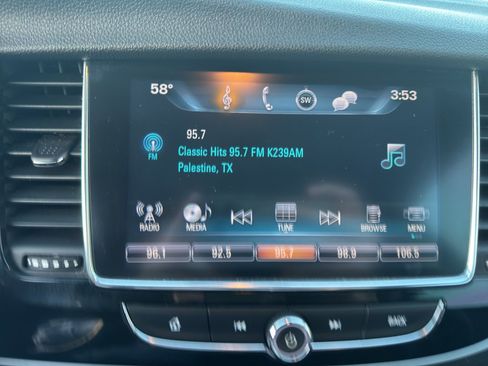 58° SW 3:53
95.7
Classic Hits 95.7 FM K239AM
FM Palestine, TX
RADIO MEDIA TUNE BROWSE MENU
96.1 92.5 95.7 98.9 106.5
BACK